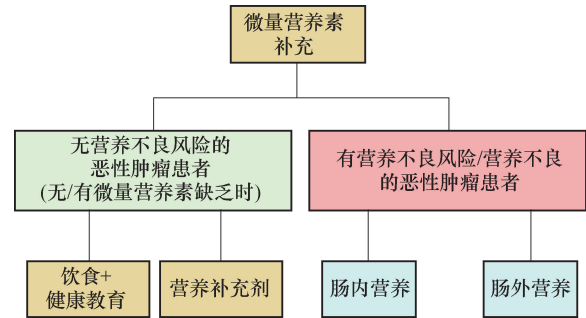 微量营养素
补充
无营养不良风险的
恶性肿瘤患者
(无/有微量营养素缺乏时)
有营养不良风险/营养不良
的恶性肿瘤患者
饮食+
健康教育
营养补充剂
肠内营养
肠外营养